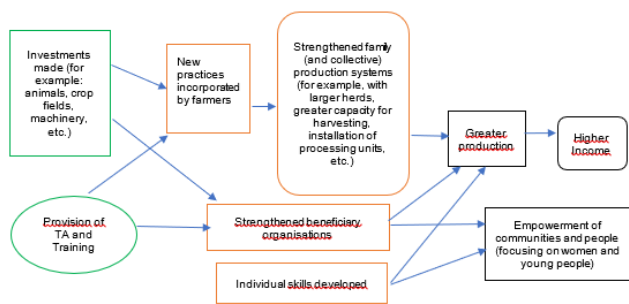 Investments
made (for
example:
animals, crop
fields,
machinery,
etc.)
New
practices
incorporated
by farmers
Strengthened family
(and collective)
production systems
(for example, with
larger herds,
greater capacity for
harvesting,
installation of
processing units,
etc.)
Greater
production
Higher
Income
Provision of
TA and
Training
Strengthened beneficiary
organisations
Empowerment of
communities and people
(focusing on women and
young people)
Individual skills developed